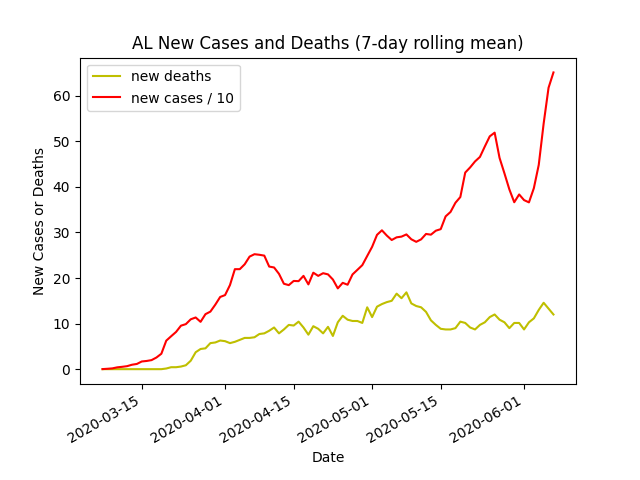 AL New Cases and Deaths (7-day rolling mean)
new deaths
new cases / 10
60
50
40
30
20
10
0
New Cases or Deaths
2020-03-15
2020-04-01
2020-04-15
2020-05-01
2020-05-15
2020-06-01
Date